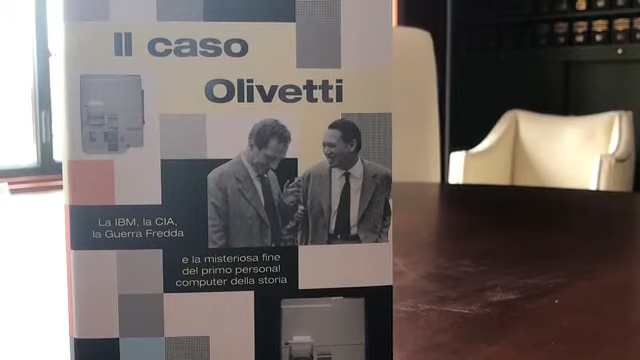 Il caso
Olivetti
La IBM, la CIA,
la Guerra Fredda
e la misteriosa fine
del primo personal
computer della storia